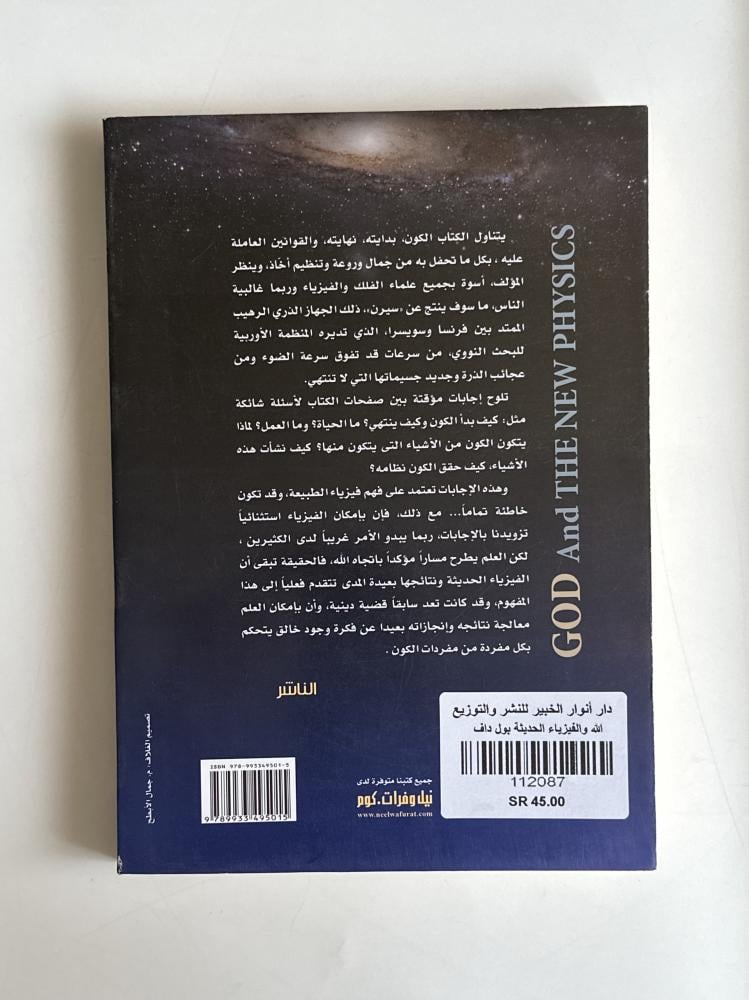 يتناول الكتاب الكون، بدايته، نهايته، والقوانين العاملة
عليه ، بكل ما تحفل به من جمال وروعة وتنظيم أخّاذ، وينظر
المؤلف، أسوة بجميع علماء الفلك والفيزياء وربما غالبية
الناس، ما سوف ينتج عن «سيرن»، ذلك الجهاز الذري الرهيب
الممتد بين فرنسا وسويسرا، الذي تديره المنظمة الأوربية
للبحث النووي، من سرعات قد تفوق سرعة الضوء ومن
عجائب الذرة وجديد جسيماتها التي لا تنتهي.
تلوح إجابات مؤقتة بين صفحات الكتاب لأسئلة شائكة
مثل: كيف بدأ الكون وكيف ينتهي؟ ما الحياة؟ وما العمل؟ لماذا
يتكون الكون من الأشياء التى يتكون منها؟ كيف نشأت هذه
الأشياء، كيف حقق الكون نظامه؟
وهذه الإجابات تعتمد على فهم فيزياء الطبيعة، وقد تكون
خاطئة تماماً... مع ذلك، فإن بإمكان الفيزياء استثنائياً
تزويدنا بالإجابات، ربما يبدو الأمر غريباً لدى الكثيرين ،
لكن العلم يطرح مساراً مؤكداً باتجاه الله، فالحقيقة تبقى أن
الفيزياء الحديثة ونتائجها بعيدة المدى تتقدم فعلياً إلى هذا
المفهوم، وقد كانت تعد سابقاً قضية دينية، وأن بإمكان العلم
معالجة نتائجه وإنجازاته بعيدا عن فكرة وجود خالق يتحكم
بكل مفردة من مفردات الكون .
الناشر
GOD And THE NEW PHYSICS
دار أنوار الخبير للنشر والتوزيع
الله والفيزياء الحديثة بول داف
112087
SR 45.00
جميع كتبنا متوفرة لدى
نيل وفرات.كوم
www.neelwafurat.com
ISBN 978-993349501-5
9 789933 495015
تصميم الغلاف: م. جمال الأبطح